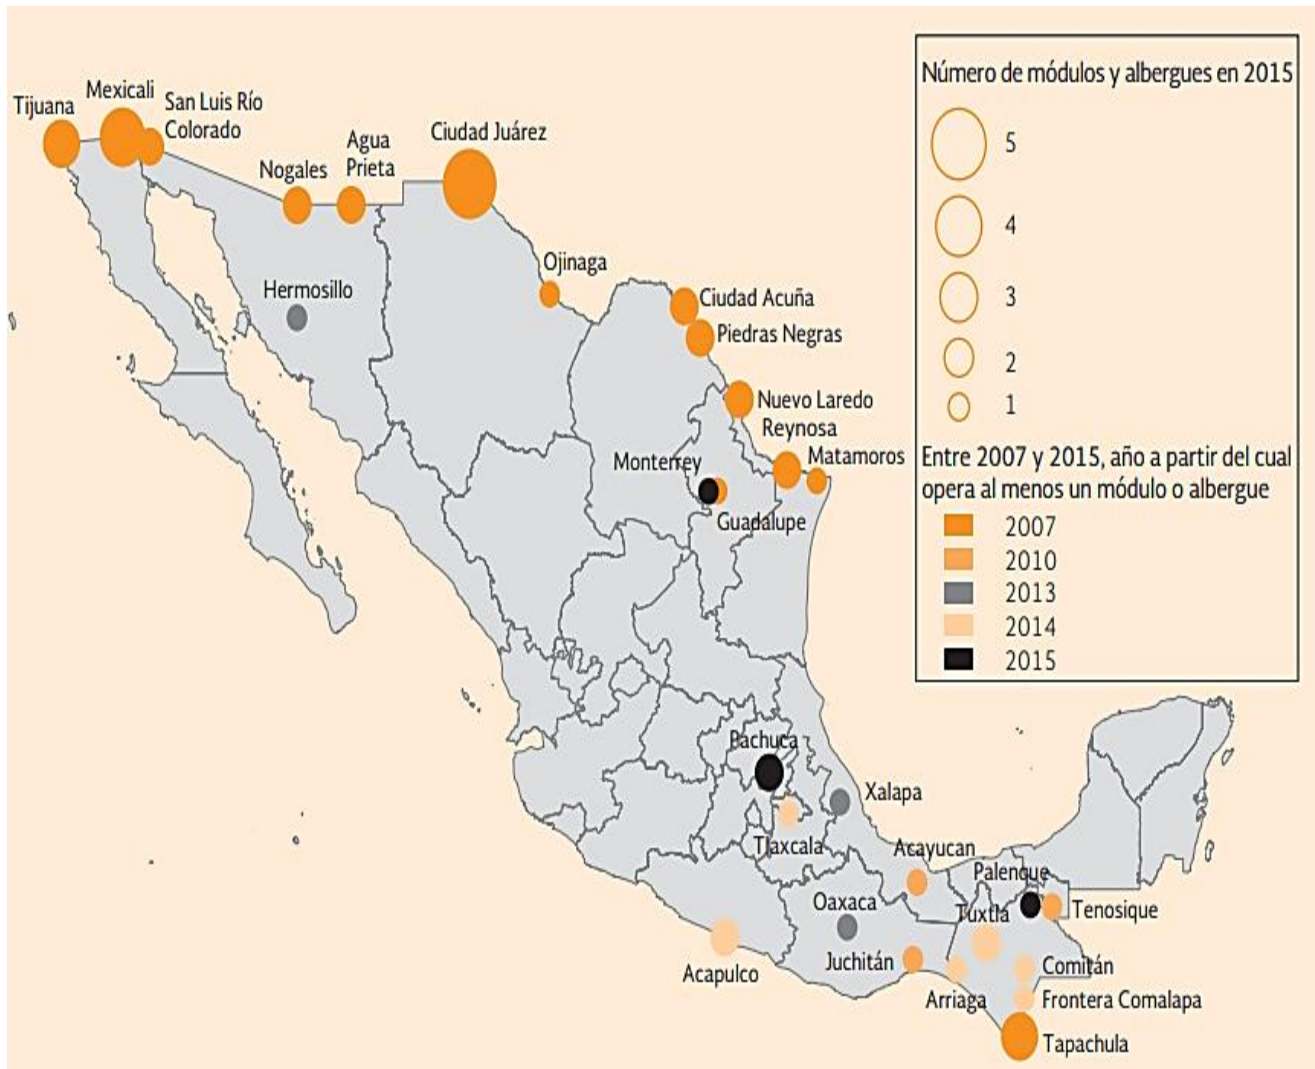 Número de módulos y albergues en 2015
5
4
3
2
1
Entre 2007 y 2015, año a partir del cual
opera al menos un módulo o albergue
2007
2010
2013
2014
2015
Tijuana
Mexicali
San Luis Río
Colorado
Nogales
Agua
Prieta
Ciudad Juárez
Hermosillo
Ojinaga
Ciudad Acuña
Piedras Negras
Nuevo Laredo
Reynosa
Matamoros
Monterrey
Guadalupe
Pachuca
Xalapa
Tlaxcala
Acayucan
Palenque
Oaxaca
Tuxtla
Tenosique
Acapulco
Juchitán
Comitán
Arriaga
Frontera Comalapa
Tapachula